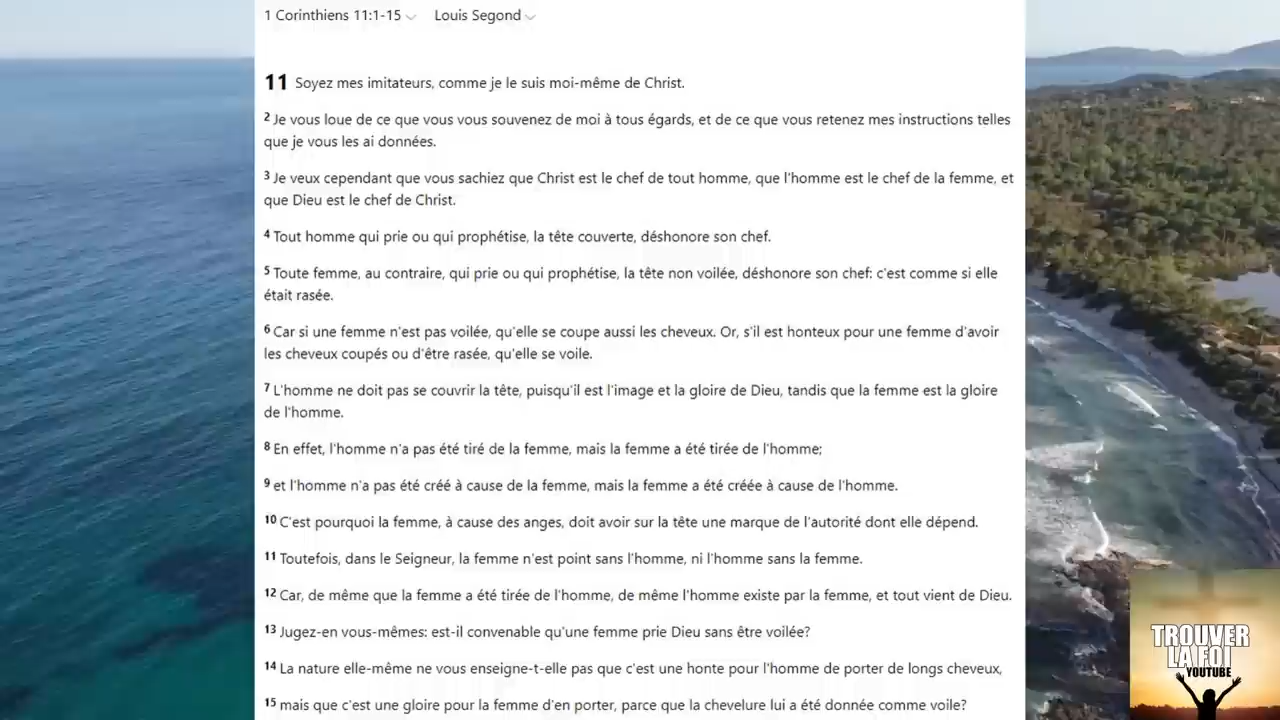 1 Corinthiens 11:1-15 Louis Segond
11 Soyez mes imitateurs, comme je le suis moi-même de Christ.
2 Je vous loue de ce que vous vous souvenez de moi à tous égards, et de ce que vous retenez mes instructions telles
que je vous les ai données.
3 Je veux cependant que vous sachiez que Christ est le chef de tout homme, que l'homme est le chef de la femme, et
que Dieu est le chef de Christ.
4 Tout homme qui prie ou qui prophétise, la tête couverte, déshonore son chef.
5 Toute femme, au contraire, qui prie ou qui prophétise, la tête non voilée, déshonore son chef: c'est comme si elle
était rasée.
6 Car si une femme n'est pas voilée, qu'elle se coupe aussi les cheveux. Or, s'il est honteux pour une femme d'avoir
les cheveux coupés ou d'être rasée, qu'elle se voile.
7 L'homme ne doit pas se couvrir la tête, puisqu'il est l'image et la gloire de Dieu, tandis que la femme est la gloire
de l'homme.
8 En effet, l'homme n'a pas été tiré de la femme, mais la femme a été tirée de l'homme;
9 et l'homme n'a pas été créé à cause de la femme, mais la femme a été créée à cause de l'homme.
10 C'est pourquoi la femme, à cause des anges, doit avoir sur la tête une marque de l'autorité dont elle dépend.
11 Toutefois, dans le Seigneur, la femme n'est point sans l'homme, ni l'homme sans la femme.
12 Car, de même que la femme a été tirée de l'homme, de même l'homme existe par la femme, et tout vient de Dieu.
13 Jugez-en vous-mêmes: est-il convenable qu'une femme prie Dieu sans être voilée?
14 La nature elle-même ne vous enseigne-t-elle pas que c'est une honte pour l'homme de porter de longs cheveux,
15 mais que c'est une gloire pour la femme d'en porter, parce que la chevelure lui a été donnée comme voile?
TROUVER
LA FOI
YOUTUBE